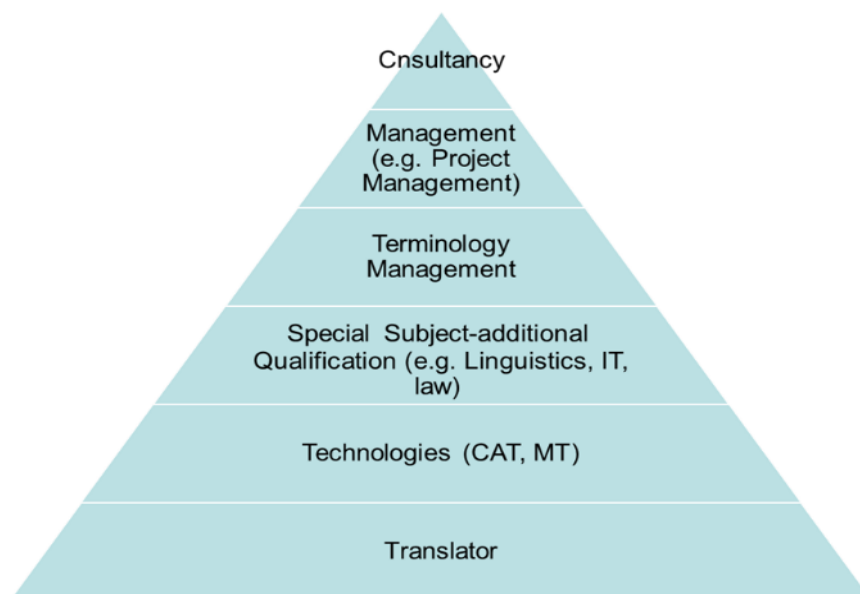 Cnsultancy
Management
(e.g. Project
Management)
Terminology
Management
Special Subject-additional
Qualification (e.g. Linguistics, IT,
law)
Technologies (CAT, MT)
Translator